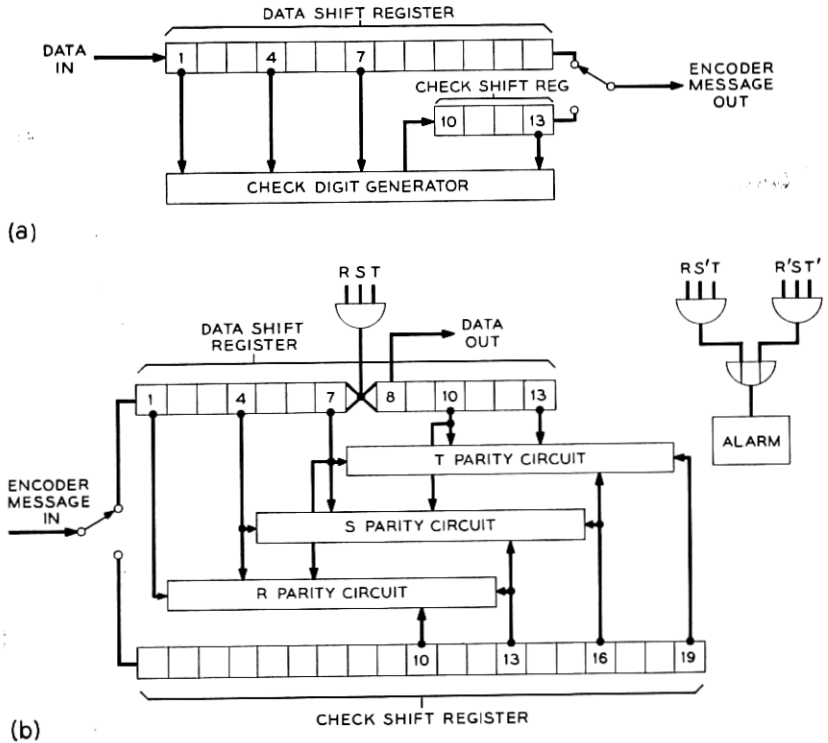 DATA SHIFT REGISTER
DATA
IN
1 4 7
CHECK SHIFT REG
10 13
ENCODER
MESSAGE
OUT
CHECK DIGIT GENERATOR
(a)
R S T
RS'T
R'ST'
DATA SHIFT
REGISTER
DATA
OUT
1 4 7 8 10 13
ALARM
T PARITY CIRCUIT
ENCODER
MESSAGE
IN
S PARITY CIRCUIT
R PARITY CIRCUIT
10 13 16 19
CHECK SHIFT REGISTER
(b)